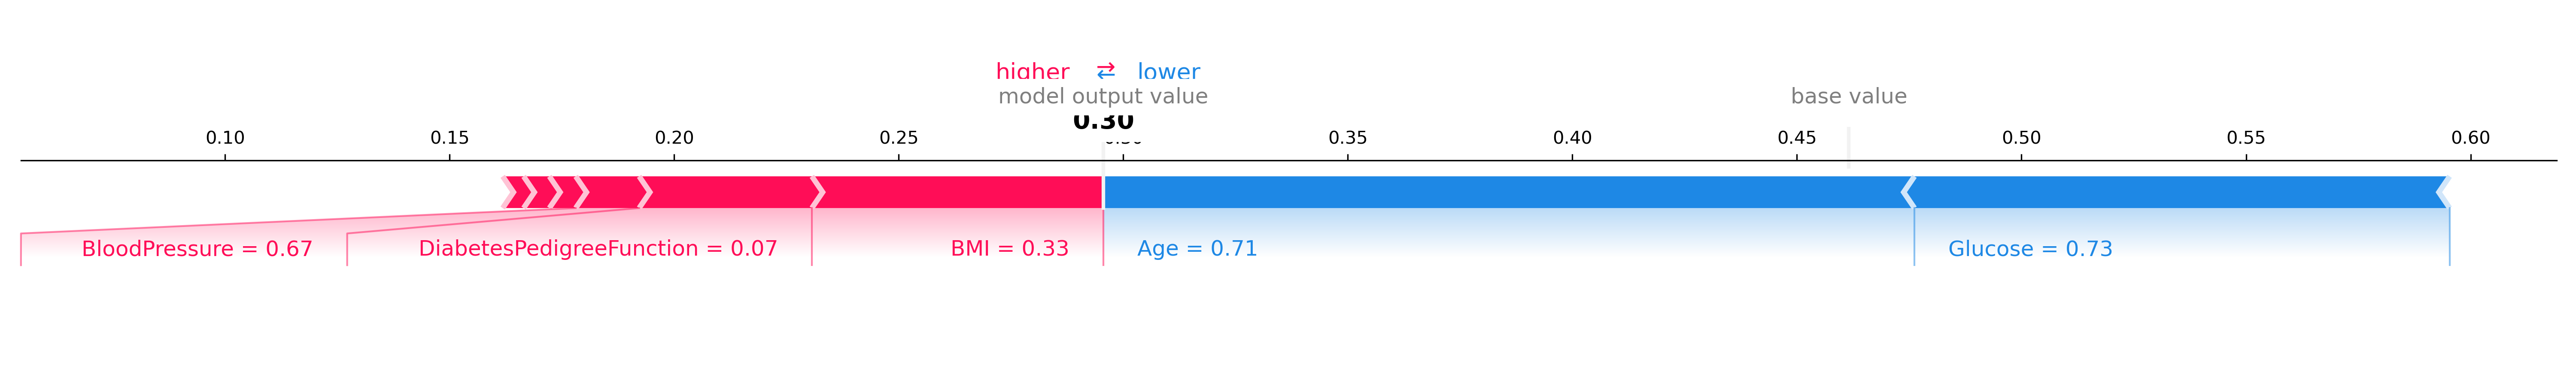 higher ⇄ lower
model output value base value
0.30
0.10 0.15 0.20 0.25 0.30 0.35 0.40 0.45 0.50 0.55 0.60
BloodPressure = 0.67 DiabetesPedigreeFunction = 0.07 BMI = 0.33 Age = 0.71 Glucose = 0.73